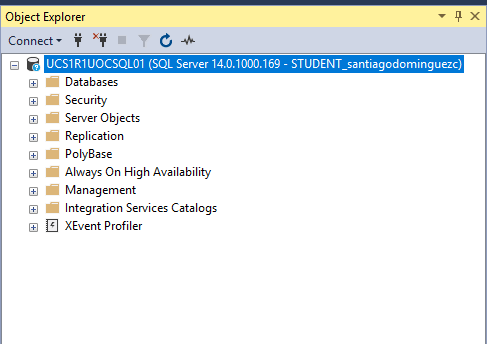 Object Explorer
Connect
UCS1R1UOCSQL01 (SQL Server 14.0.1000.169 - STUDENT_santiagodominguezc)
Databases
Security
Server Objects
Replication
PolyBase
Always On High Availability
Management
Integration Services Catalogs
XEvent Profiler